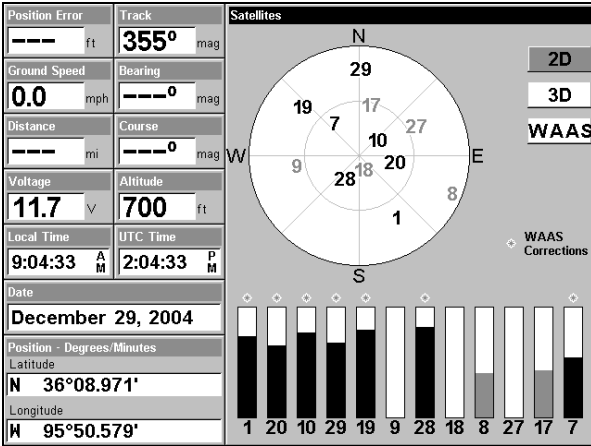 Position Error
--- ft
Track
355º mag
Ground Speed
0.0 mph
Bearing
---º mag
Distance
--- mi
Course
---º mag
Voltage
11.7 V
Altitude
700 ft
Local Time
9:04:33 AM
UTC Time
2:04:33 PM
Date
December 29, 2004
Position - Degrees/Minutes
Latitude
N 36°08.971'
Longitude
W 95°50.579'
Satellites
N
29
19
17
7
27
10
W
9
18
20
E
28
8
1
S
2D
3D
WAAS
WAAS
Corrections
1 20 10 29 19 9 28 18 8 27 17 7